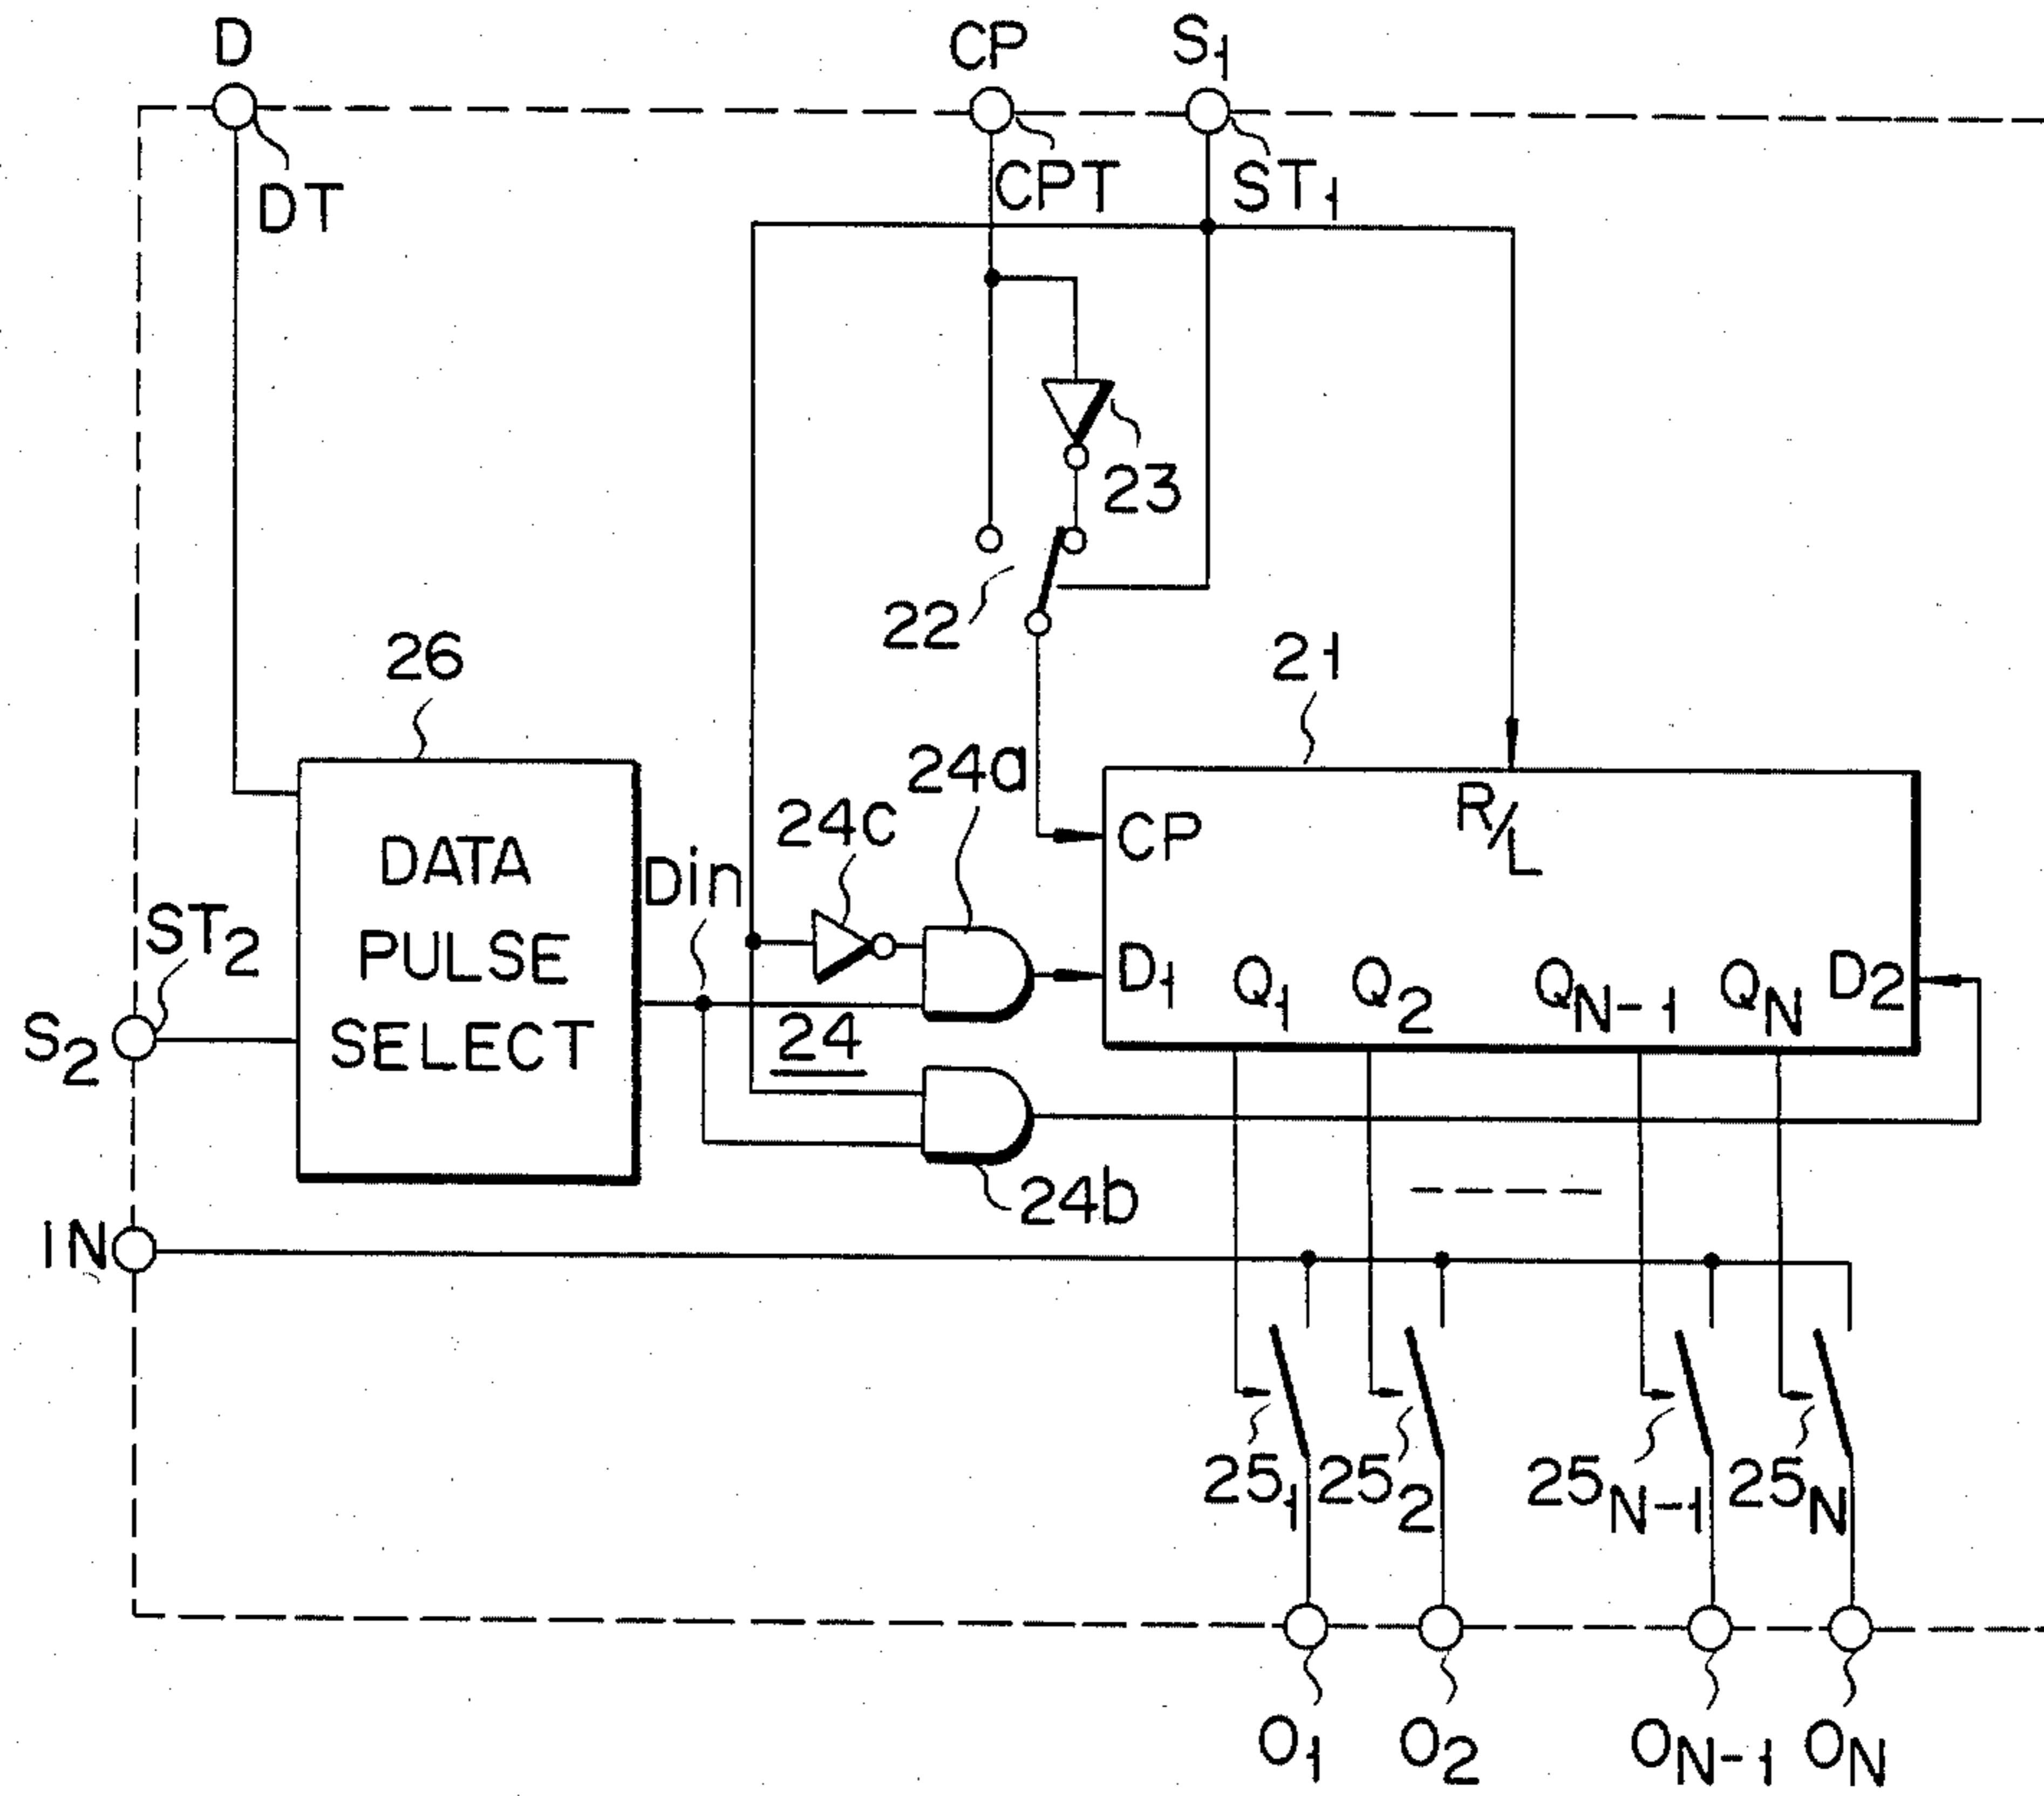 D
CP
S1
DT
CPT
ST1
23
22
26
21
24a
24c
Din
DATA
PULSE
SELECT
CP
R/L
D1
Q1
Q2
QN-1
QN
D2
ST2
S2
24
24b
IN
251
252
25N-1
25N
O1
O2
ON-1
ON